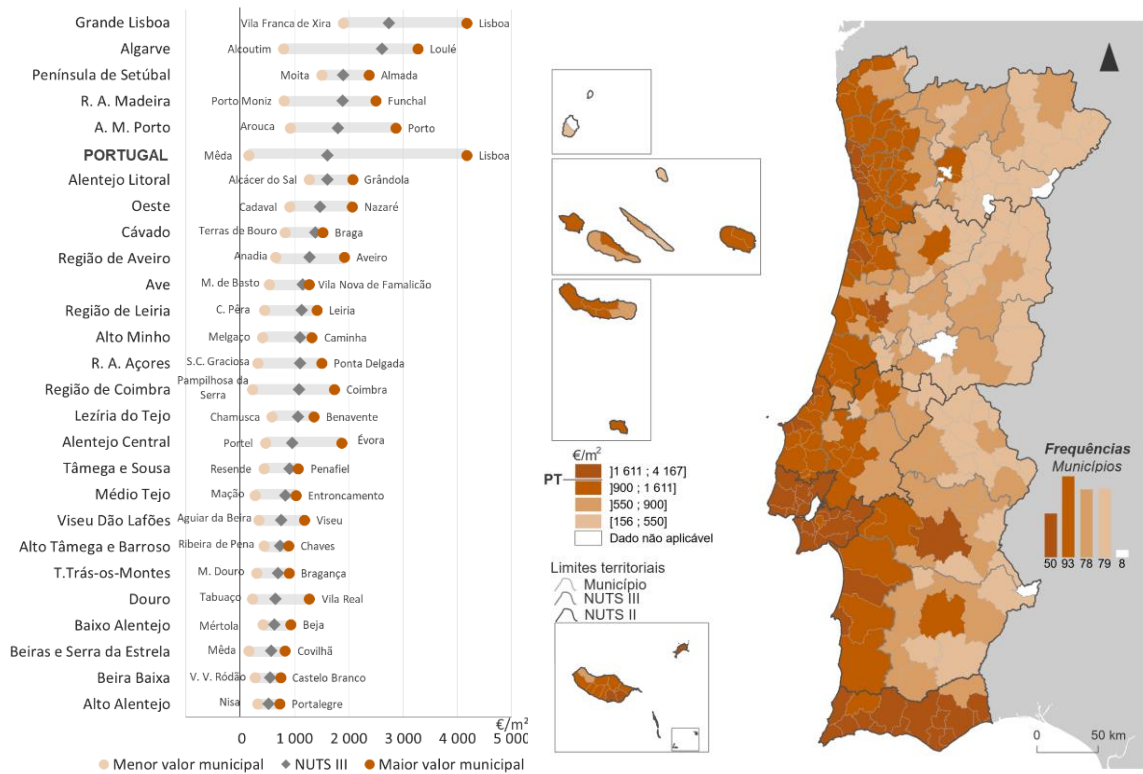 Grande Lisboa Vila Franca de Xira Lisboa
Algarve Alcoutim Loulé
Península de Setúbal Moita Almada
R. A. Madeira Porto Moniz Funchal
A. M. Porto Arouca Porto
PORTUGAL Mêda Lisboa
Alentejo Litoral Alcácer do Sal Grândola
Oeste Cadaval Nazaré
Cávado Terras de Bouro Braga
Região de Aveiro Anadia Aveiro
Ave M. de Basto Vila Nova de Famalicão
Região de Leiria C. Pêra Leiria
Alto Minho Melgaço Caminha
R. A. Açores S.C. Graciosa Ponta Delgada
Região de Coimbra Pampilhosa da Serra Coimbra
Lezíria do Tejo Chamusca Benavente
Alentejo Central Portel Évora
Tâmega e Sousa Resende Penafiel
Médio Tejo Mação Entroncamento
Viseu Dão Lafões Aguiar da Beira Viseu
Alto Tâmega e Barroso Ribeira de Pena Chaves
T.Trás-os-Montes M. Douro Bragança
Douro Tabuaço Vila Real
Baixo Alentejo Mértola Beja
Beiras e Serra da Estrela Mêda Covilhã
Beira Baixa V. V. Ródão Castelo Branco
Alto Alentejo Nisa Portalegre
€/m²
0 1 000 2 000 3 000 4 000 5 000
Menor valor municipal NUTS III Maior valor municipal
€/m²
PT
]1 611 ; 4 167]
]900 ; 1 611]
]550 ; 900]
[156 ; 550]
Dado não aplicável
Limites territoriais
Município
NUTS III
NUTS II
Frequências
Municípios
50 93 78 79 8
0 50 km